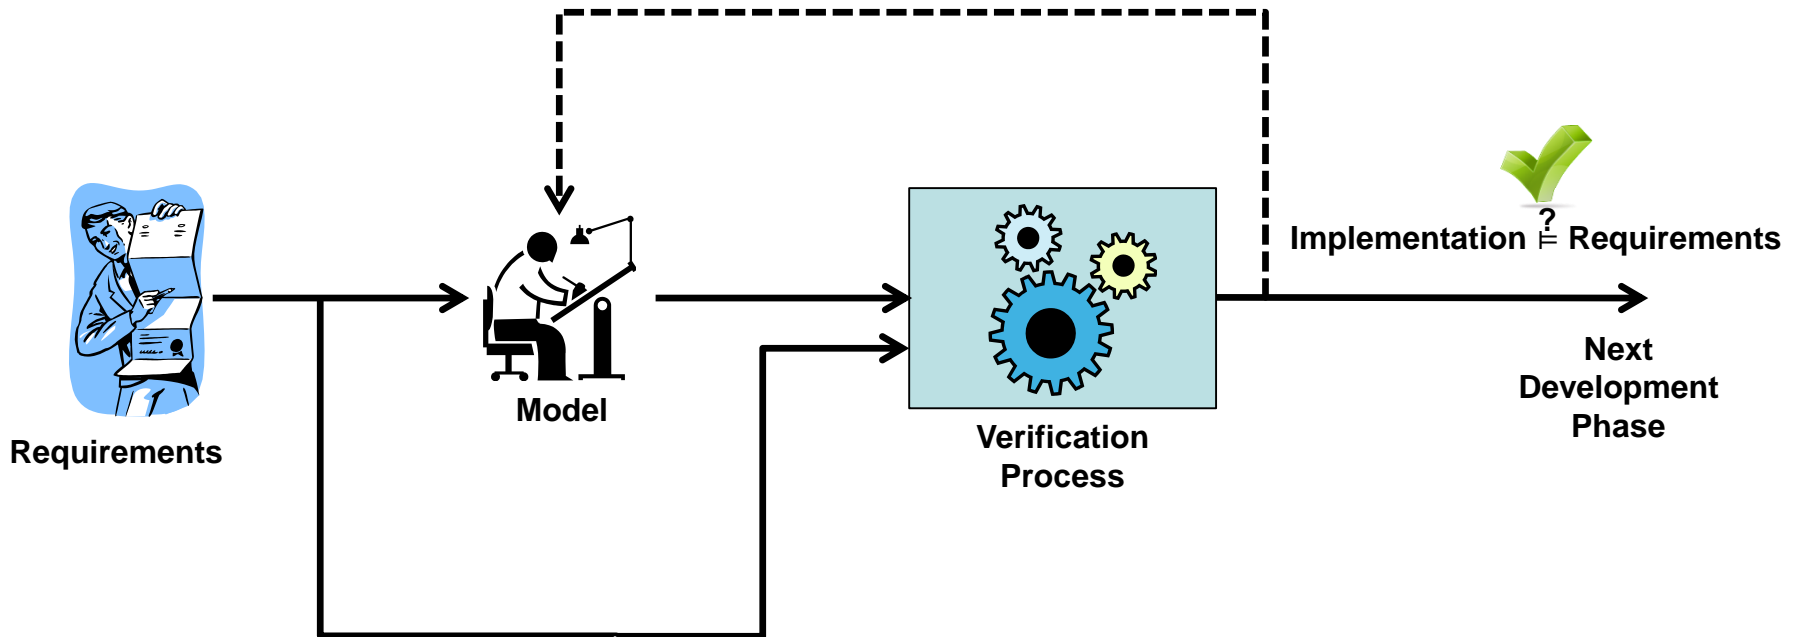 ?
Implementation ⊨ Requirements
Next
Development
Phase
Model
Verification
Process
Requirements